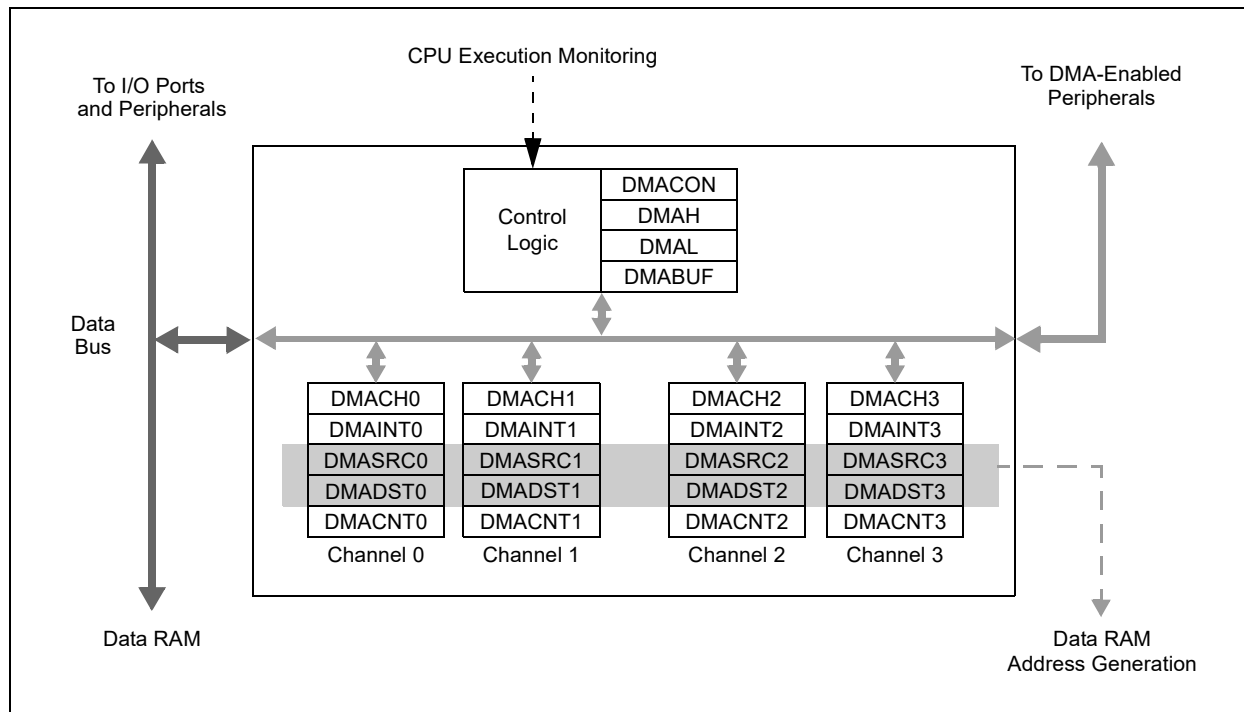 CPU Execution Monitoring
To I/O Ports
and Peripherals
To DMA-Enabled
Peripherals
Control
Logic
DMACON
DMAH
DMAL
DMABUF
Data
Bus
DMACH0
DMAINT0
DMASRC0
DMADST0
DMACNT0
Channel 0
DMACH1
DMAINT1
DMASRC1
DMADST1
DMACNT1
Channel 1
DMACH2
DMAINT2
DMASRC2
DMADST2
DMACNT2
Channel 2
DMACH3
DMAINT3
DMASRC3
DMADST3
DMACNT3
Channel 3
Data RAM
Data RAM
Address Generation